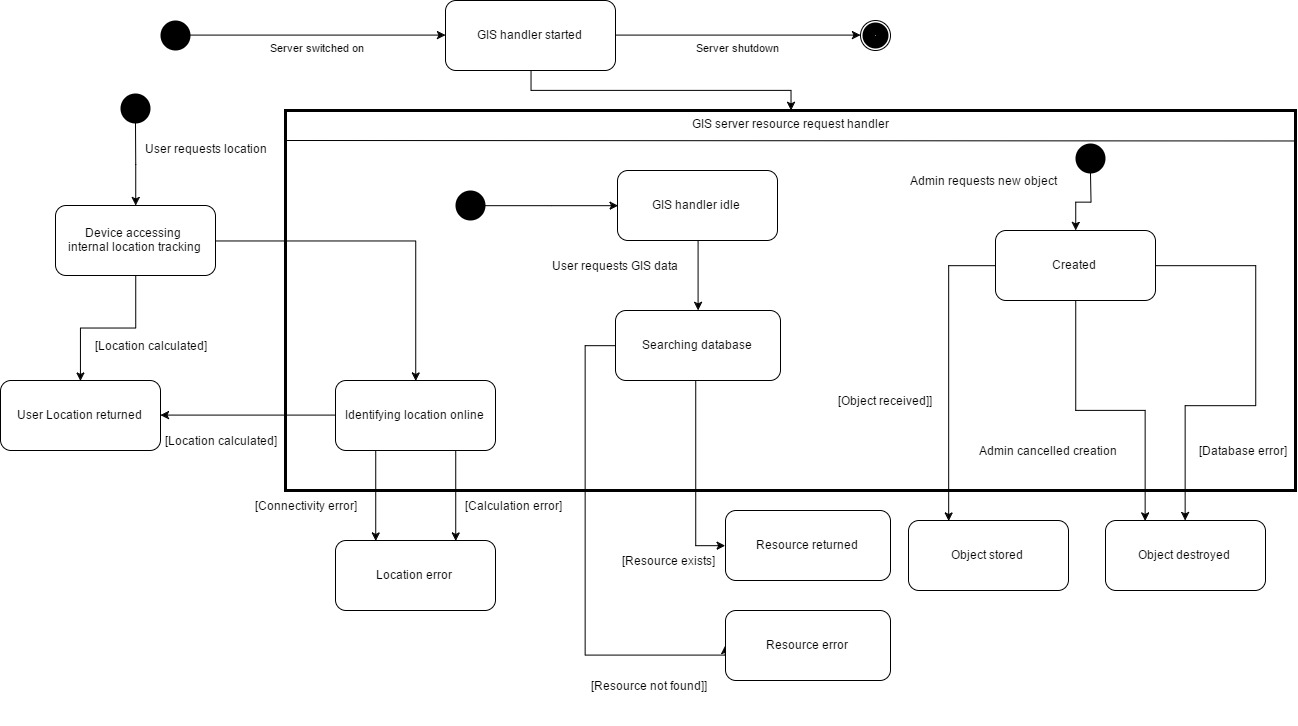 GIS handler started
Server switched on
Server shutdown
GIS server resource request handler
User requests location
Admin requests new object
GIS handler idle
Device accessing
internal location tracking
User requests GIS data
Created
[Location calculated]
Searching database
[Object received]]
User Location returned
Identifying location online
[Location calculated]
Admin cancelled creation
[Database error]
[Connectivity error]
[Calculation error]
Resource returned
Object stored
Object destroyed
[Resource exists]
Location error
Resource error
[Resource not found]]